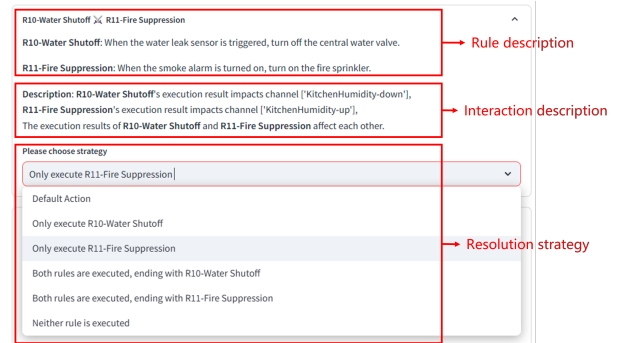 R10-Water Shutoff ⚔ R11-Fire Suppression
R10-Water Shutoff: When the water leak sensor is triggered, turn off the central water valve.
Rule description
R11-Fire Suppression: When the smoke alarm is turned on, turn on the fire sprinkler.
Description: R10-Water Shutoff's execution result impacts channel ['KitchenHumidity-down'],
R11-Fire Suppression's execution result impacts channel ['KitchenHumidity-up'],
Interaction description
The execution results of R10-Water Shutoff and R11-Fire Suppression affect each other.
Please choose strategy
Only execute R11-Fire Suppression
Default Action
Only execute R10-Water Shutoff
Only execute R11-Fire Suppression
Resolution strategy
Both rules are executed, ending with R10-Water Shutoff
Both rules are executed, ending with R11-Fire Suppression
Neither rule is executed